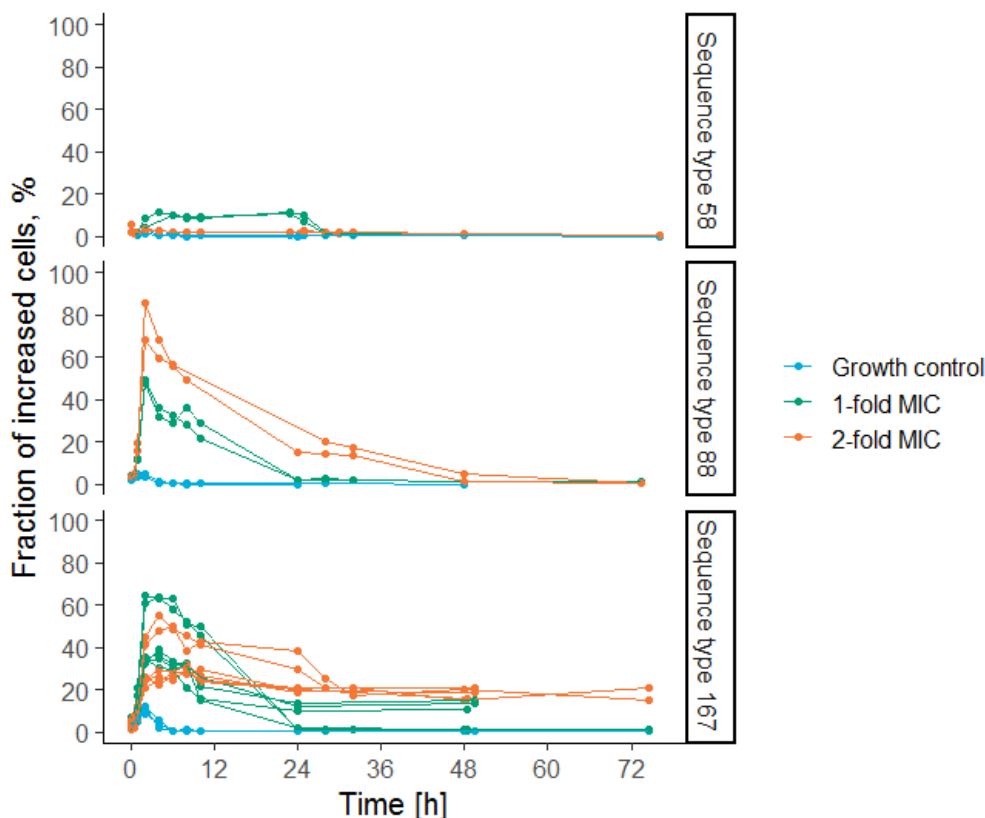 Fraction of increased cells, %
100
80
60
40
20
0
Sequence type 58
100
80
60
40
20
0
Sequence type 88
100
80
60
40
20
0
Sequence type 167
0 12 24 36 48 60 72
Time [h]
Growth control
1-fold MIC
2-fold MIC